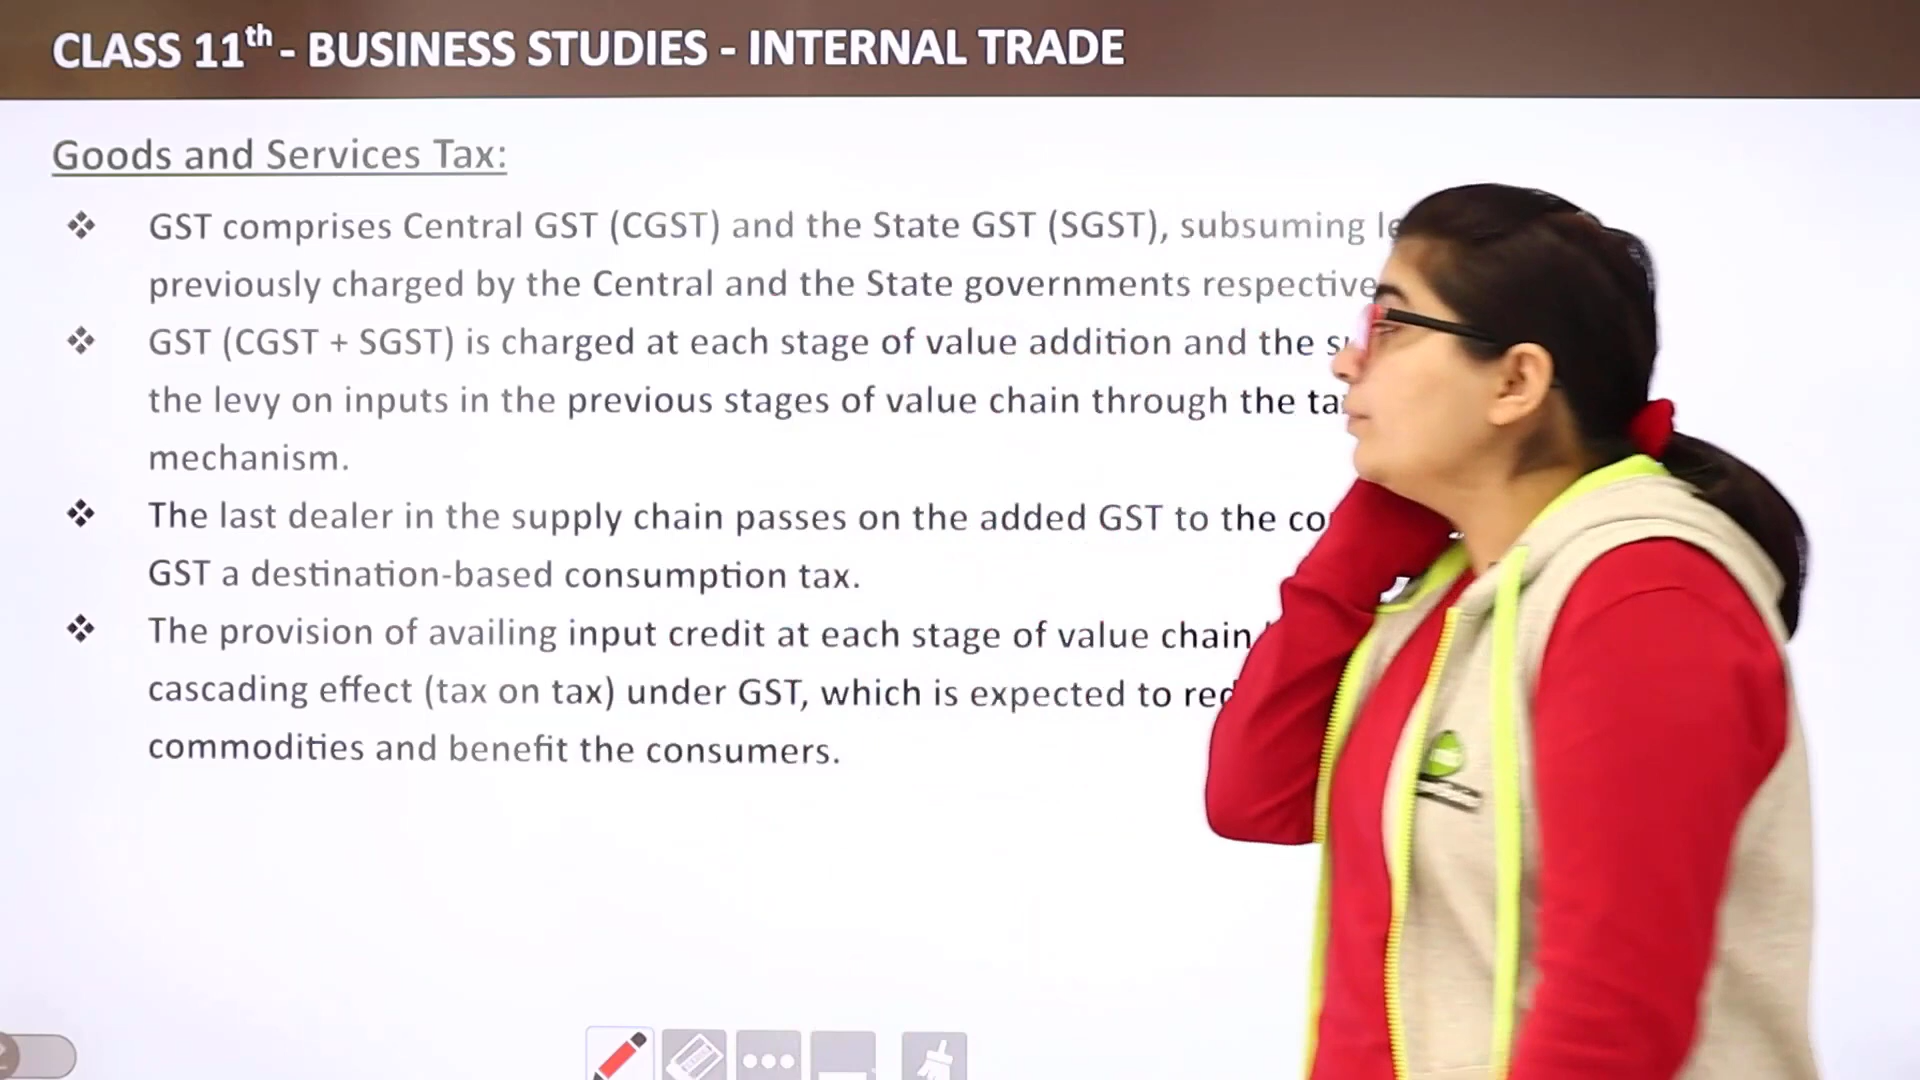 CLASS 11th - BUSINESS STUDIES - INTERNAL TRADE
Goods and Services Tax:
❖ GST comprises Central GST (CGST) and the State GST (SGST), subsuming
previously charged by the Central and the State governments
❖ GST (CGST + SGST) is charged at each stage of value addition and the
the levy on inputs in the previous stages of value chain through the
mechanism.
❖ The last dealer in the supply chain passes on the added GST to the
GST a destination-based consumption tax.
❖ The provision of availing input credit at each stage of value chain
cascading effect (tax on tax) under GST, which is expected to
commodities and benefit the consumers.